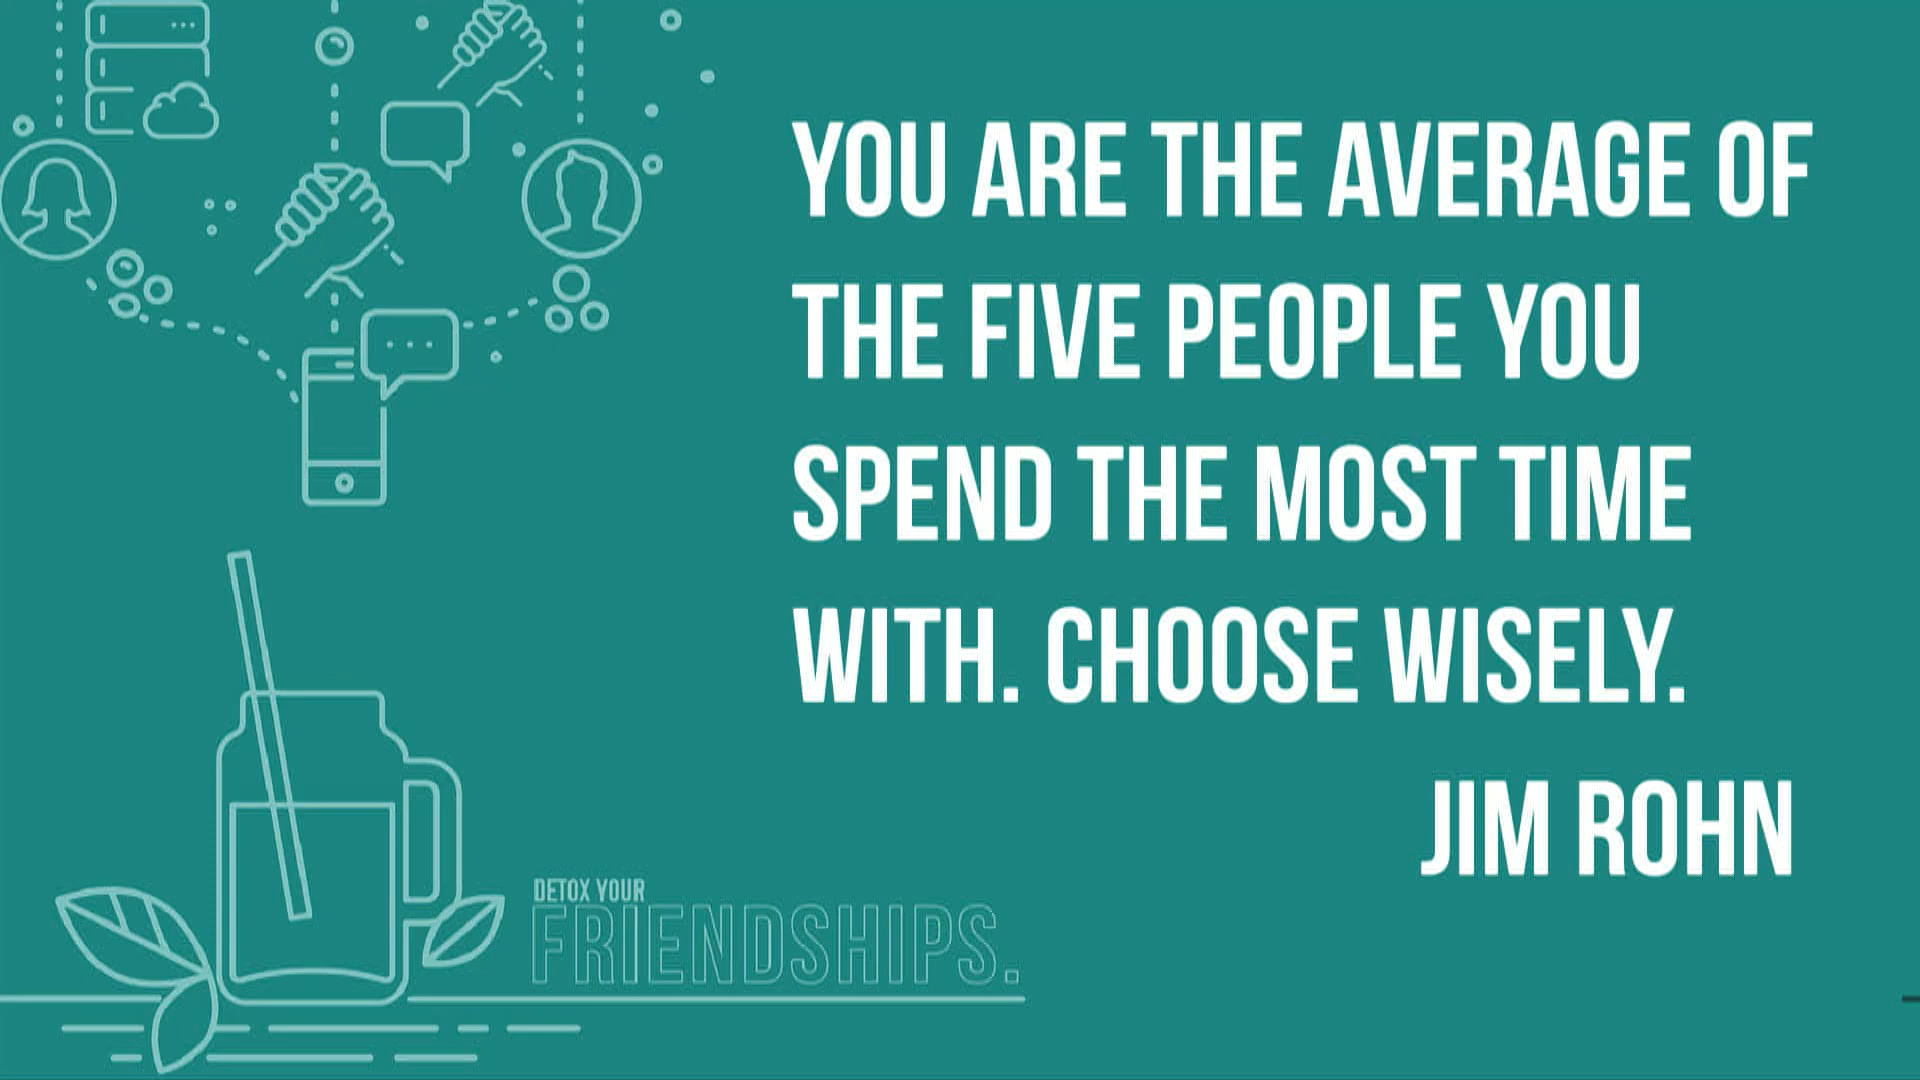 YOU ARE THE AVERAGE OF
THE FIVE PEOPLE YOU
SPEND THE MOST TIME
WITH. CHOOSE WISELY.
JIM ROHN
DETOX YOUR
FRIENDSHIPS.